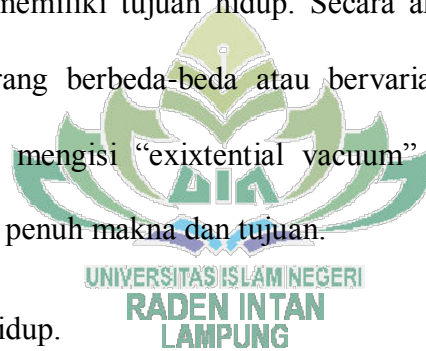 memiliki tujuan hidup. Secara al
rang berbeda-beda atau bervaria
mengisi “exixtential vacuum”
penuh makna dan tujuan.
UNIVERSITAS ISLAM NEGERI
RADEN INTAN
LAMPUNG
idup.